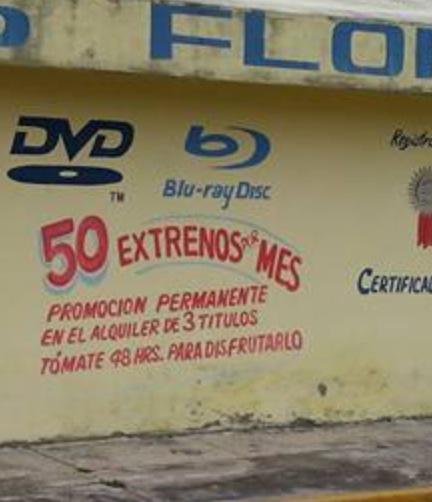 FLO
DVD
TM
Blu-ray Disc
50 EXTRENOS POR MES
PROMOCION PERMANENTE
EN EL ALQUILER DE 3 TITULOS
TÓMATE 48 HRS. PARA DISFRUTARLO
Registr
CERTIFICA